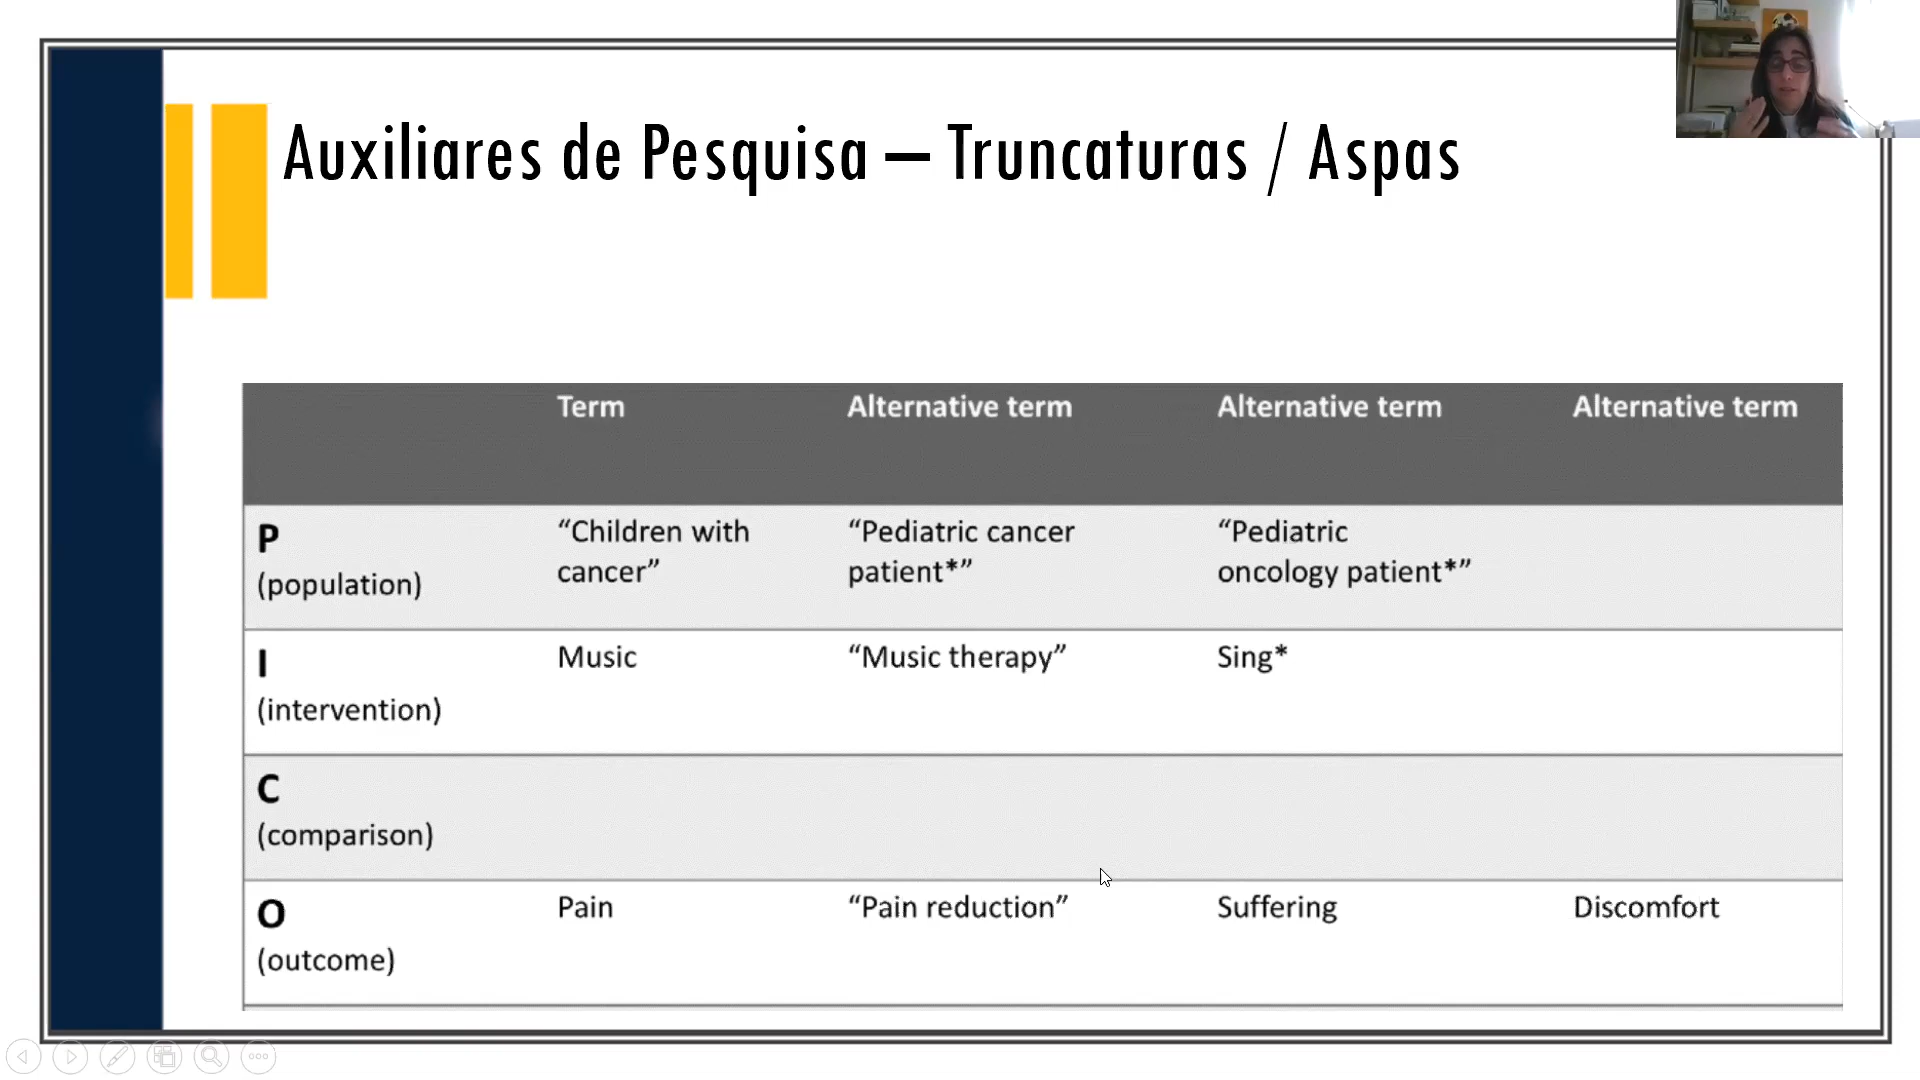 Auxiliares de Pesquisa – Truncaturas / Aspas
Term Alternative term Alternative term Alternative term
P “Children with “Pediatric cancer “Pediatric
(population) cancer” patient*” oncology patient*”
I Music “Music therapy” Sing*
(intervention)
C
(comparison)
O Pain “Pain reduction” Suffering Discomfort
(outcome)